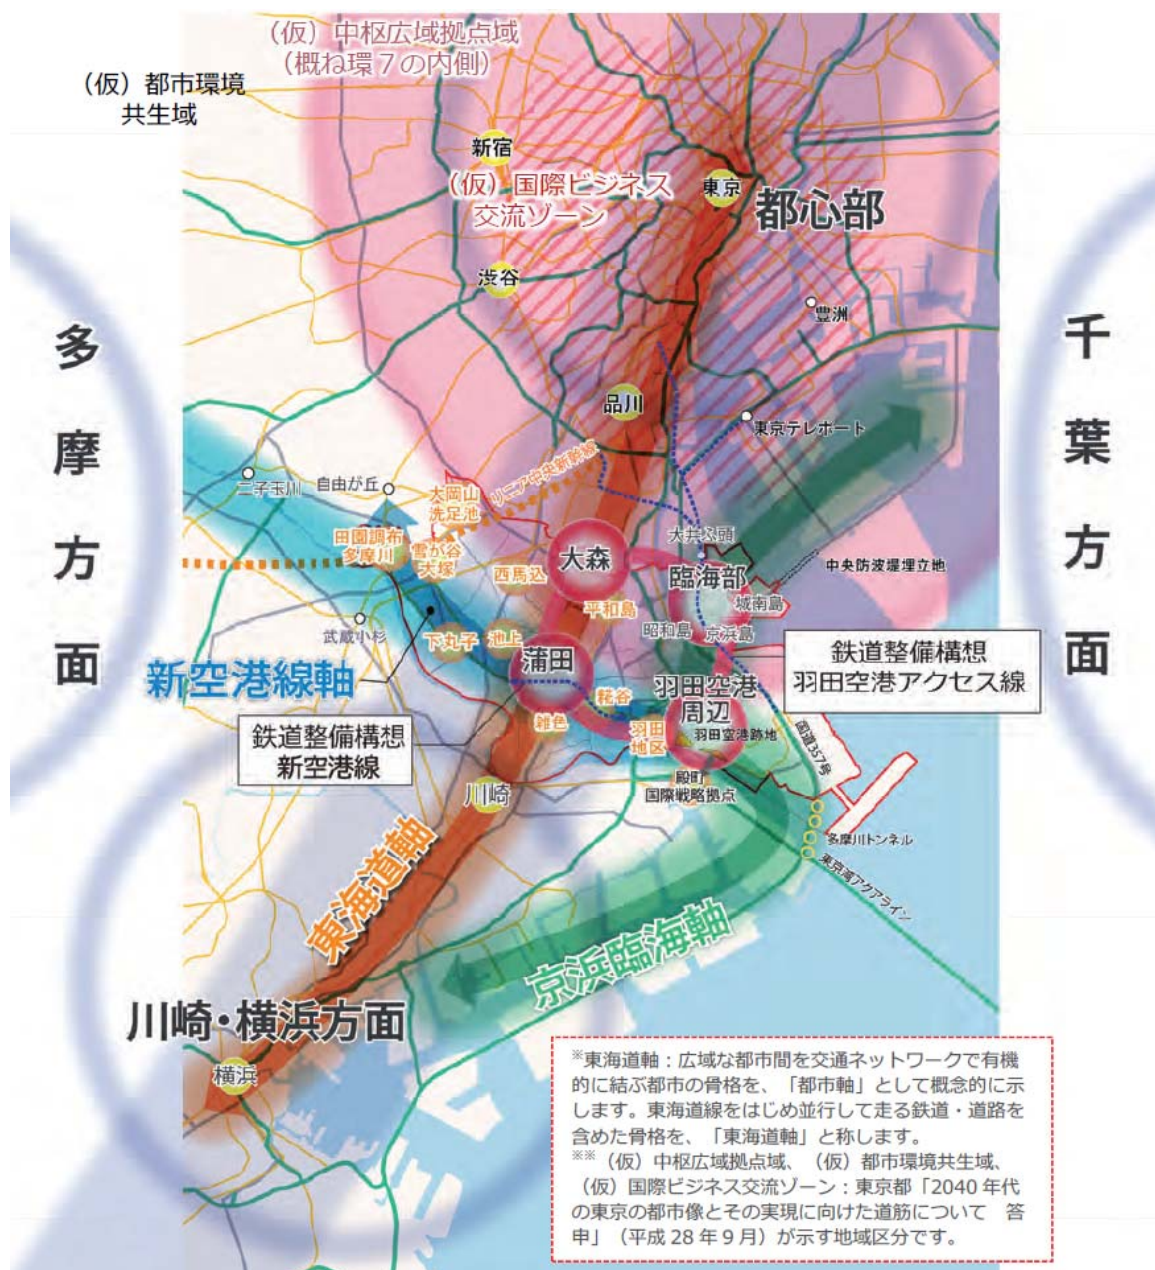 （仮）中枢広域拠点域
（概ね環７の内側）
（仮）都市環境
共生域
新宿
（仮）国際ビジネス
交流ゾーン
東京
都心部
渋谷
豊洲
多摩方面
千葉方面
品川
東京テレポート
リニア中央新幹線
二子玉川
自由が丘
大岡山
洗足池
田園調布
多摩川
雪が谷
大塚
大森
西馬込
大井ふ頭
臨海部
中央防波堤埋立地
城南島
平和島
昭和島
京浜島
武蔵小杉
下丸子
池上
蒲田
新空港線軸
鉄道整備構想
羽田空港アクセス線
羽田空港
周辺
羽田空港跡地
糀谷
雑色
羽田
地区
鉄道整備構想
新空港線
国道357号
殿町
国際戦略拠点
川崎
多摩川トンネル
東京湾アクアライン
東海道軸
京浜臨海軸
川崎・横浜方面
横浜
※東海道軸：広域な都市間を交通ネットワークで有機
的に結ぶ都市の骨格を、「都市軸」として概念的に示
します。東海道線をはじめ並行して走る鉄道・道路を
含めた骨格を、「東海道軸」と称します。
※※（仮）中枢広域拠点域、（仮）都市環境共生域、
（仮）国際ビジネス交流ゾーン：東京都「2040 年代
の東京の都市像とその実現に向けた道筋について　答
申」（平成 28 年 9 月）が示す地域区分です。